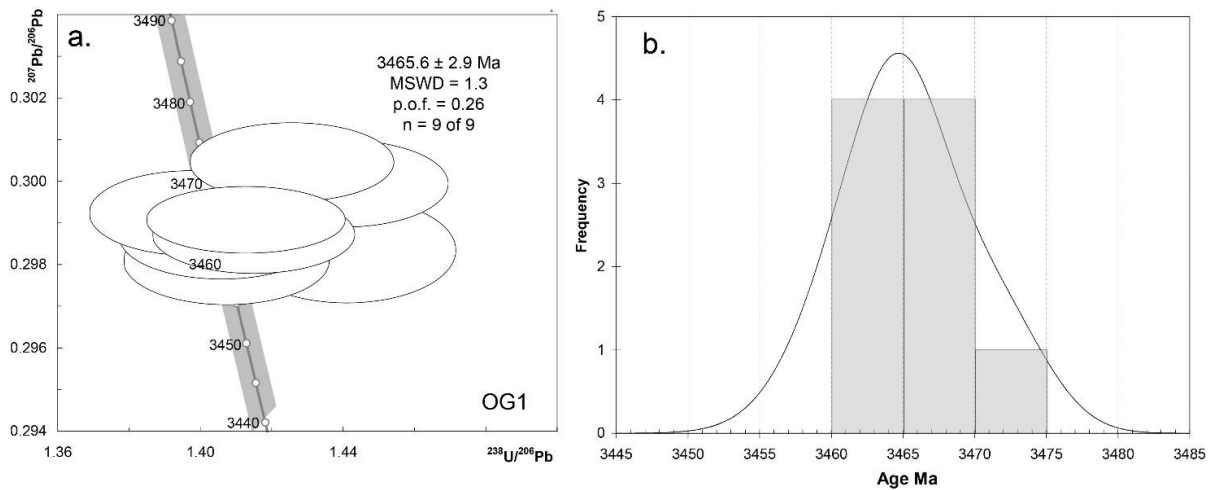 a.
²⁰⁷Pb/²⁰⁶Pb
3490
3480
3470
3460
3450
3440
3465.6 ± 2.9 Ma
MSWD = 1.3
p.o.f. = 0.26
n = 9 of 9
OG1
0.302
0.300
0.298
0.296
0.294
1.36
1.40
1.44
²³⁸U/²⁰⁶Pb
b.
Frequency
5
4
3
2
1
0
3445
3450
3455
3460
3465
3470
3475
3480
3485
Age Ma